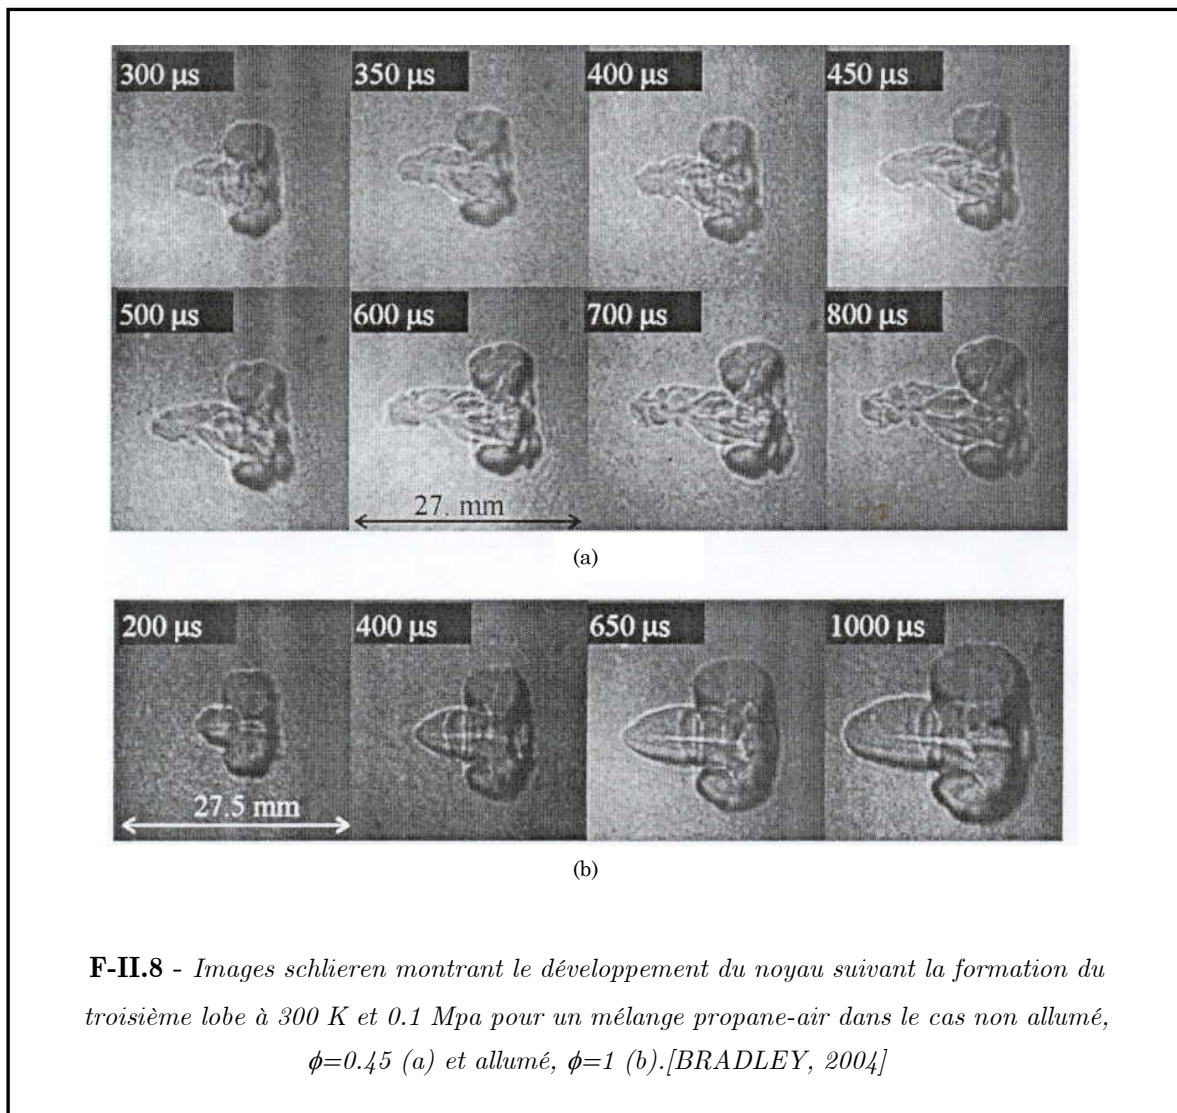 300 µs 350 µs 400 µs 450 µs
500 µs 600 µs 700 µs 800 µs
27. mm
(a)
200 µs 400 µs 650 µs 1000 µs
27.5 mm
(b)
F-II.8 - Images schlieren montrant le développement du noyau suivant la formation du
troisième lobe à 300 K et 0.1 Mpa pour un mélange propane-air dans le cas non allumé,
ϕ=0.45 (a) et allumé, ϕ=1 (b).[BRADLEY, 2004]